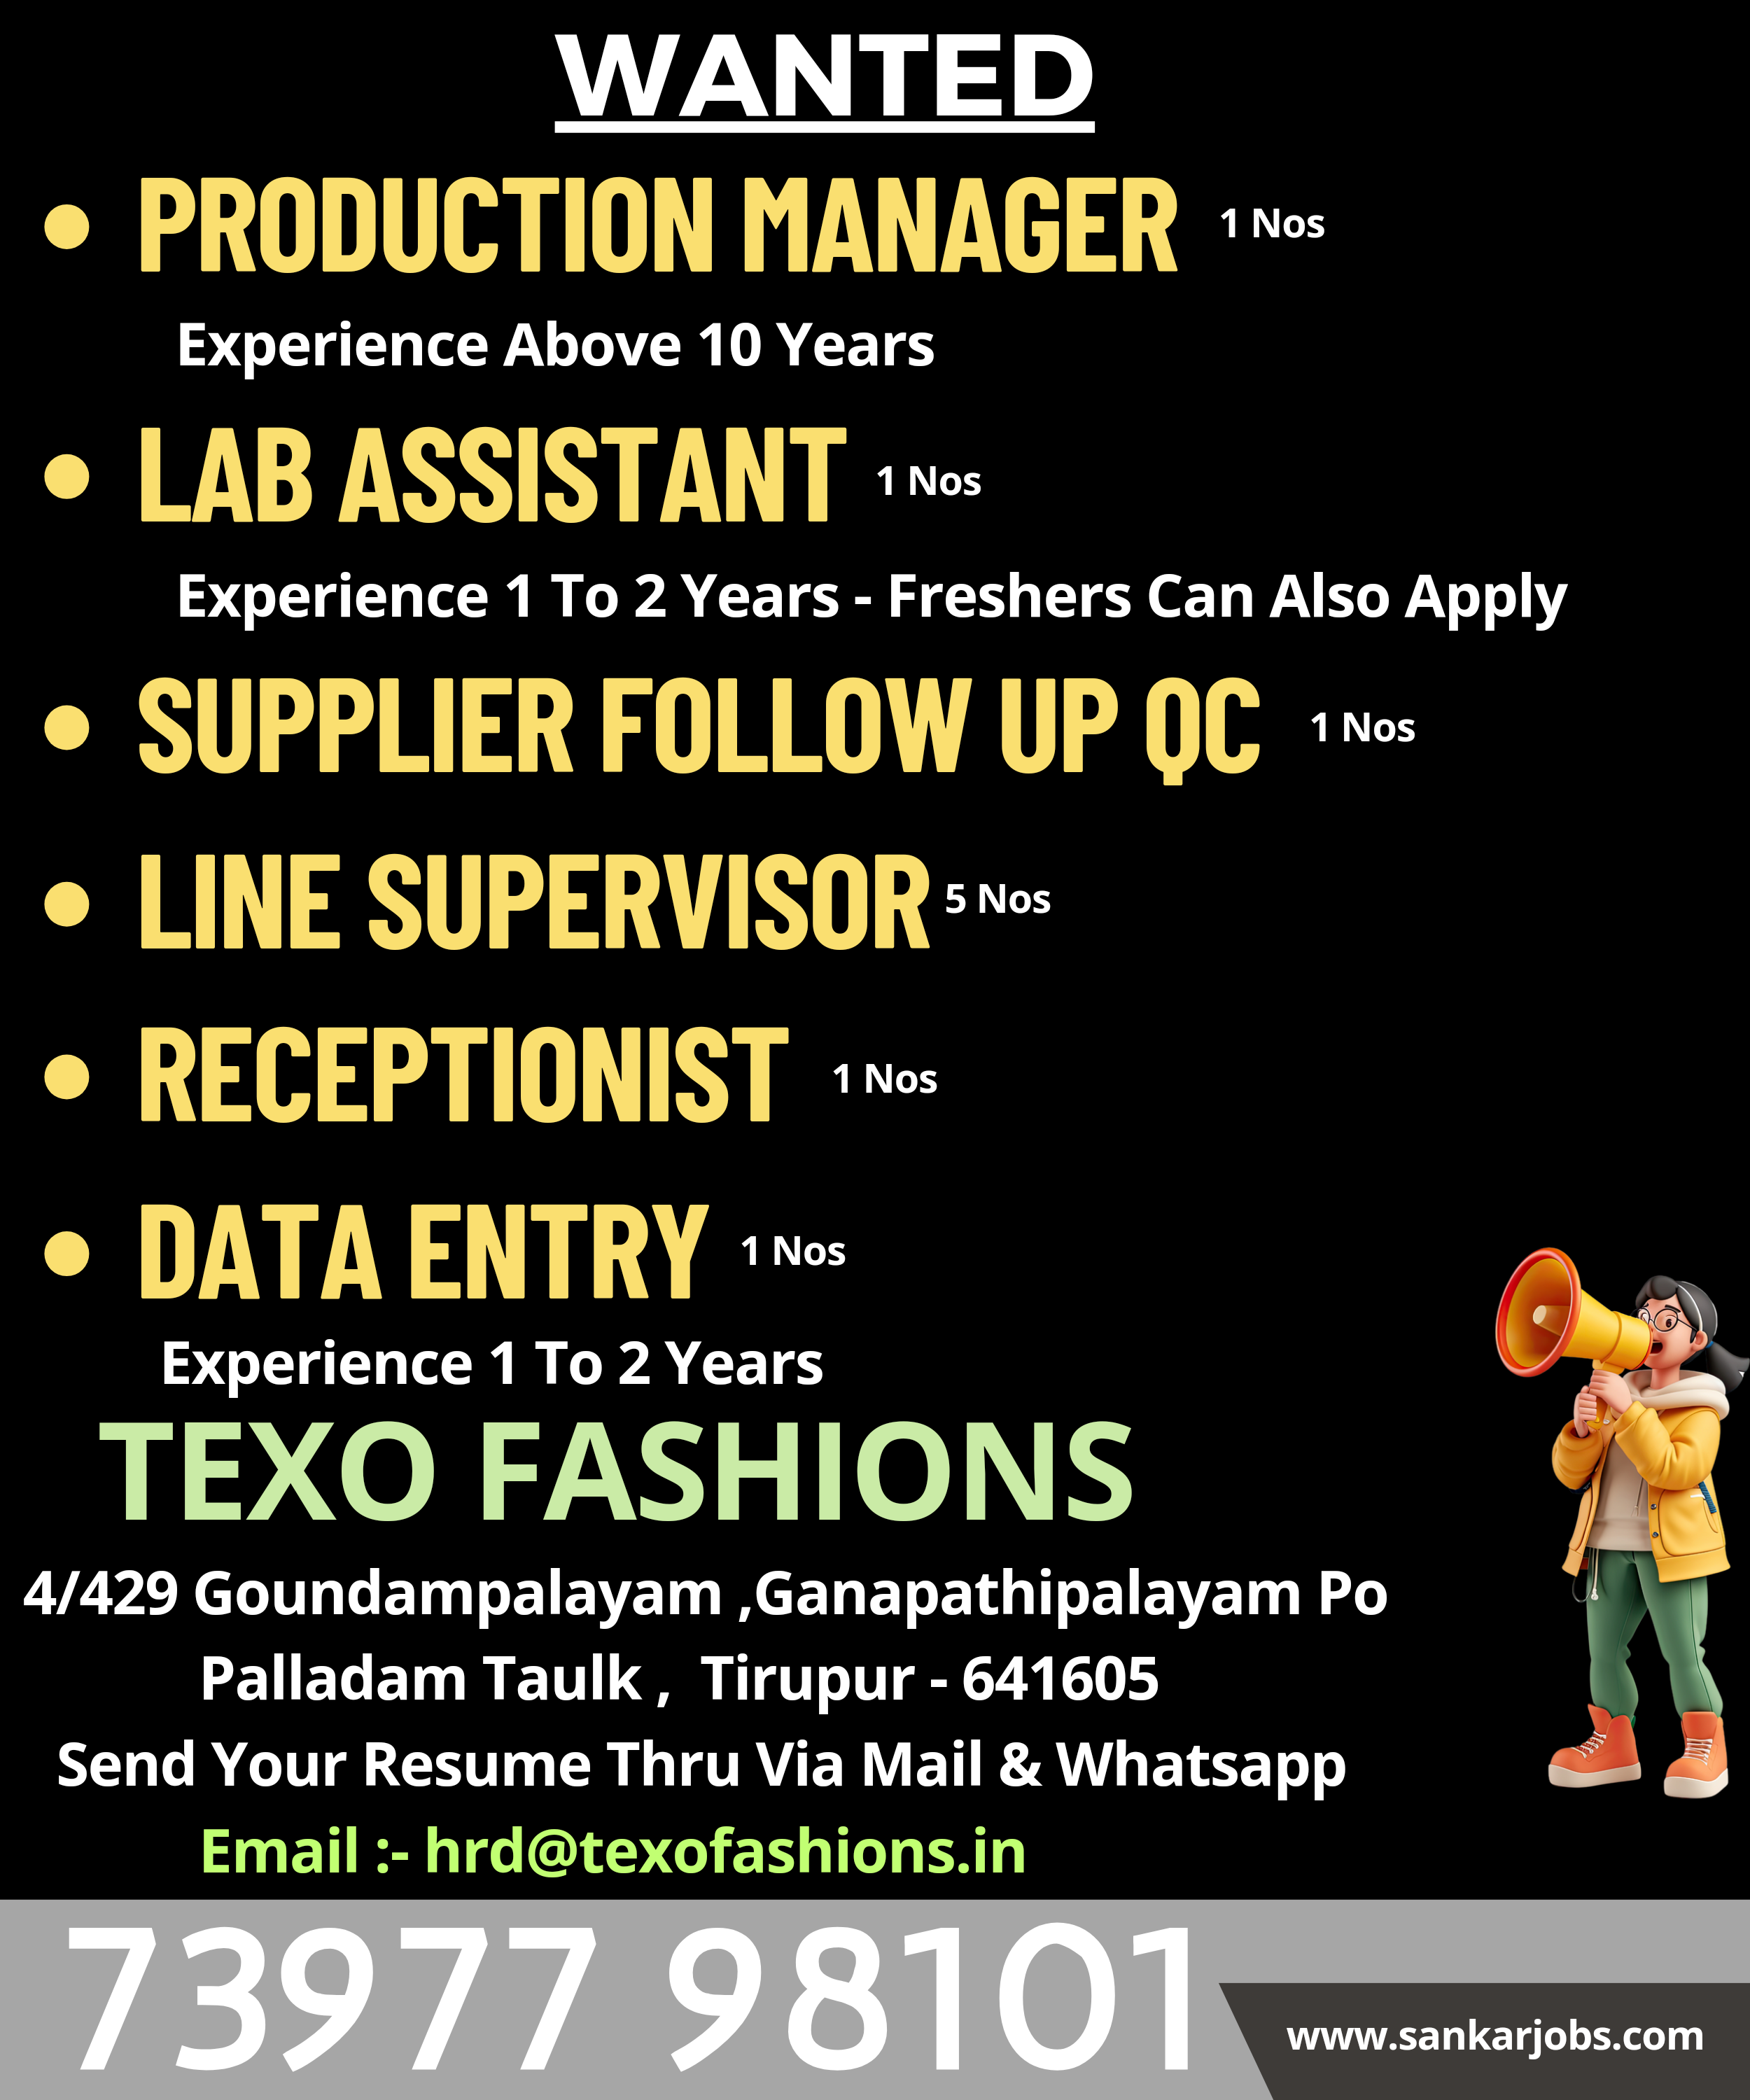 WANTED
• PRODUCTION MANAGER 1 Nos
Experience Above 10 Years
• LAB ASSISTANT 1 Nos
Experience 1 To 2 Years - Freshers Can Also Apply
• SUPPLIER FOLLOW UP QC 1 Nos
• LINE SUPERVISOR 5 Nos
• RECEPTIONIST 1 Nos
• DATA ENTRY 1 Nos
Experience 1 To 2 Years
TEXO FASHIONS
4/429 Goundampalayam ,Ganapathipalayam Po
Palladam Taulk , Tirupur - 641605
Send Your Resume Thru Via Mail & Whatsapp
Email :- hrd@texofashions.in
73977 98101
www.sankarjobs.com